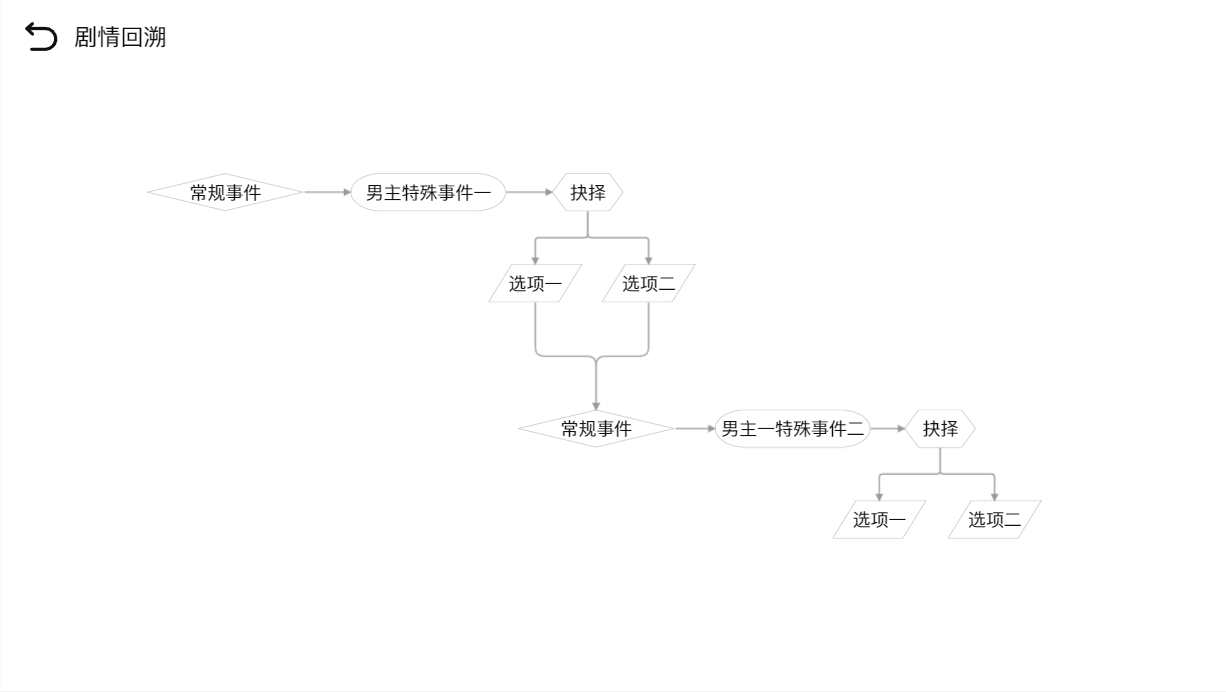 剧情回溯
常规事件
男主特殊事件一
抉择
选项一
选项二
常规事件
男主一特殊事件二
抉择
选项一
选项二